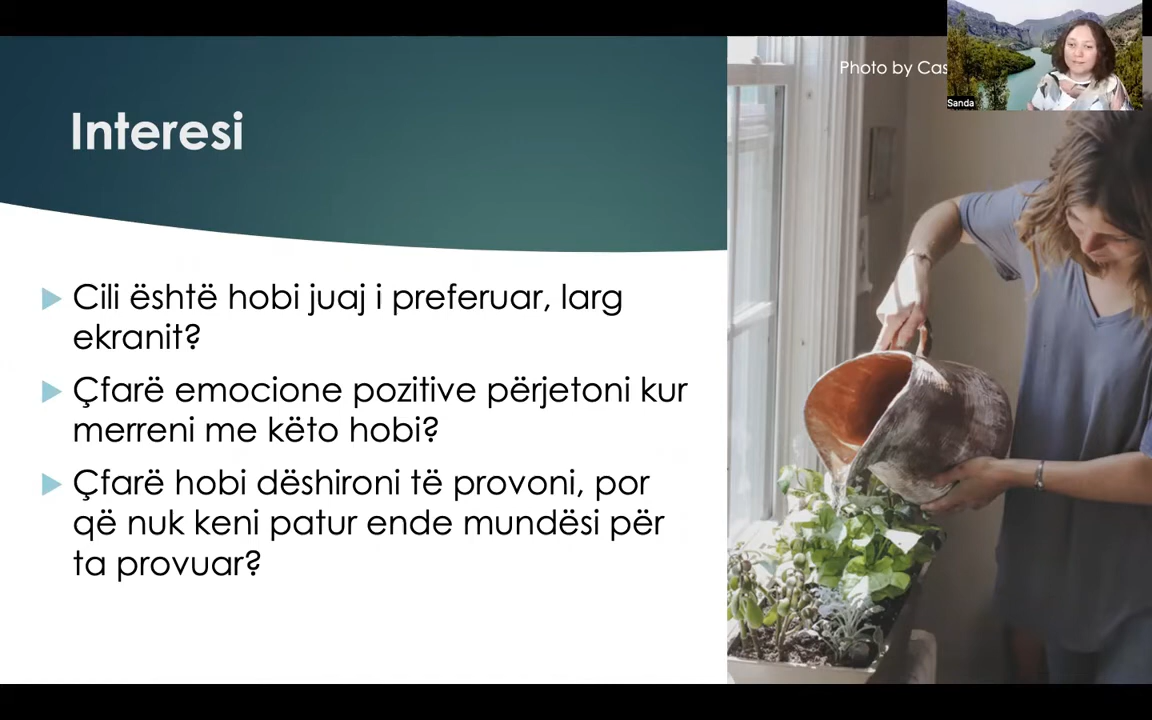 Interesi
Cili është hobi juaj i preferuar, larg
ekranit?
Çfarë emocione pozitive përjetoni kur
merreni me këto hobi?
Çfarë hobi dëshironi të provoni, por
që nuk keni patur ende mundësi për
ta provuar?
Photo by
Sanda